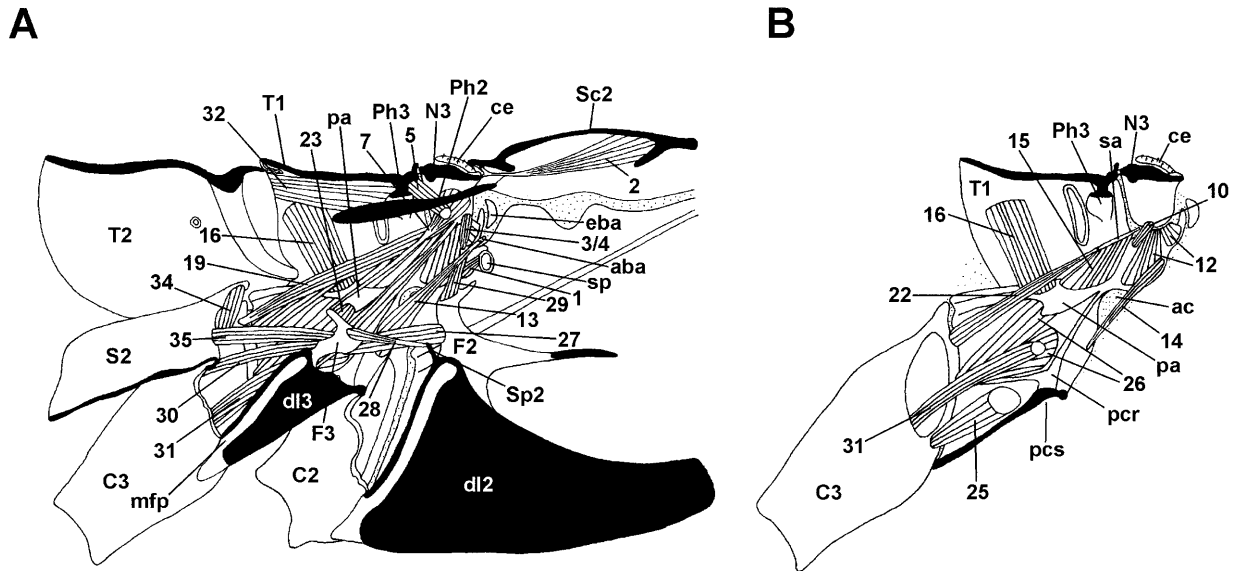 A
B
Sc2
Ph2
T1
Ph3
N3
ce
32
pa
23
7
5
2
T2
16
eba
3/4
19
aba
34
sp
1
29
13
35
27
S2
F2
Sp2
30
dl3
28
31
F3
C3
C2
mfp
dl2
N3
Ph3
sa
ce
15
T1
10
16
12
22
ac
14
pa
26
pcr
31
pcs
C3
25